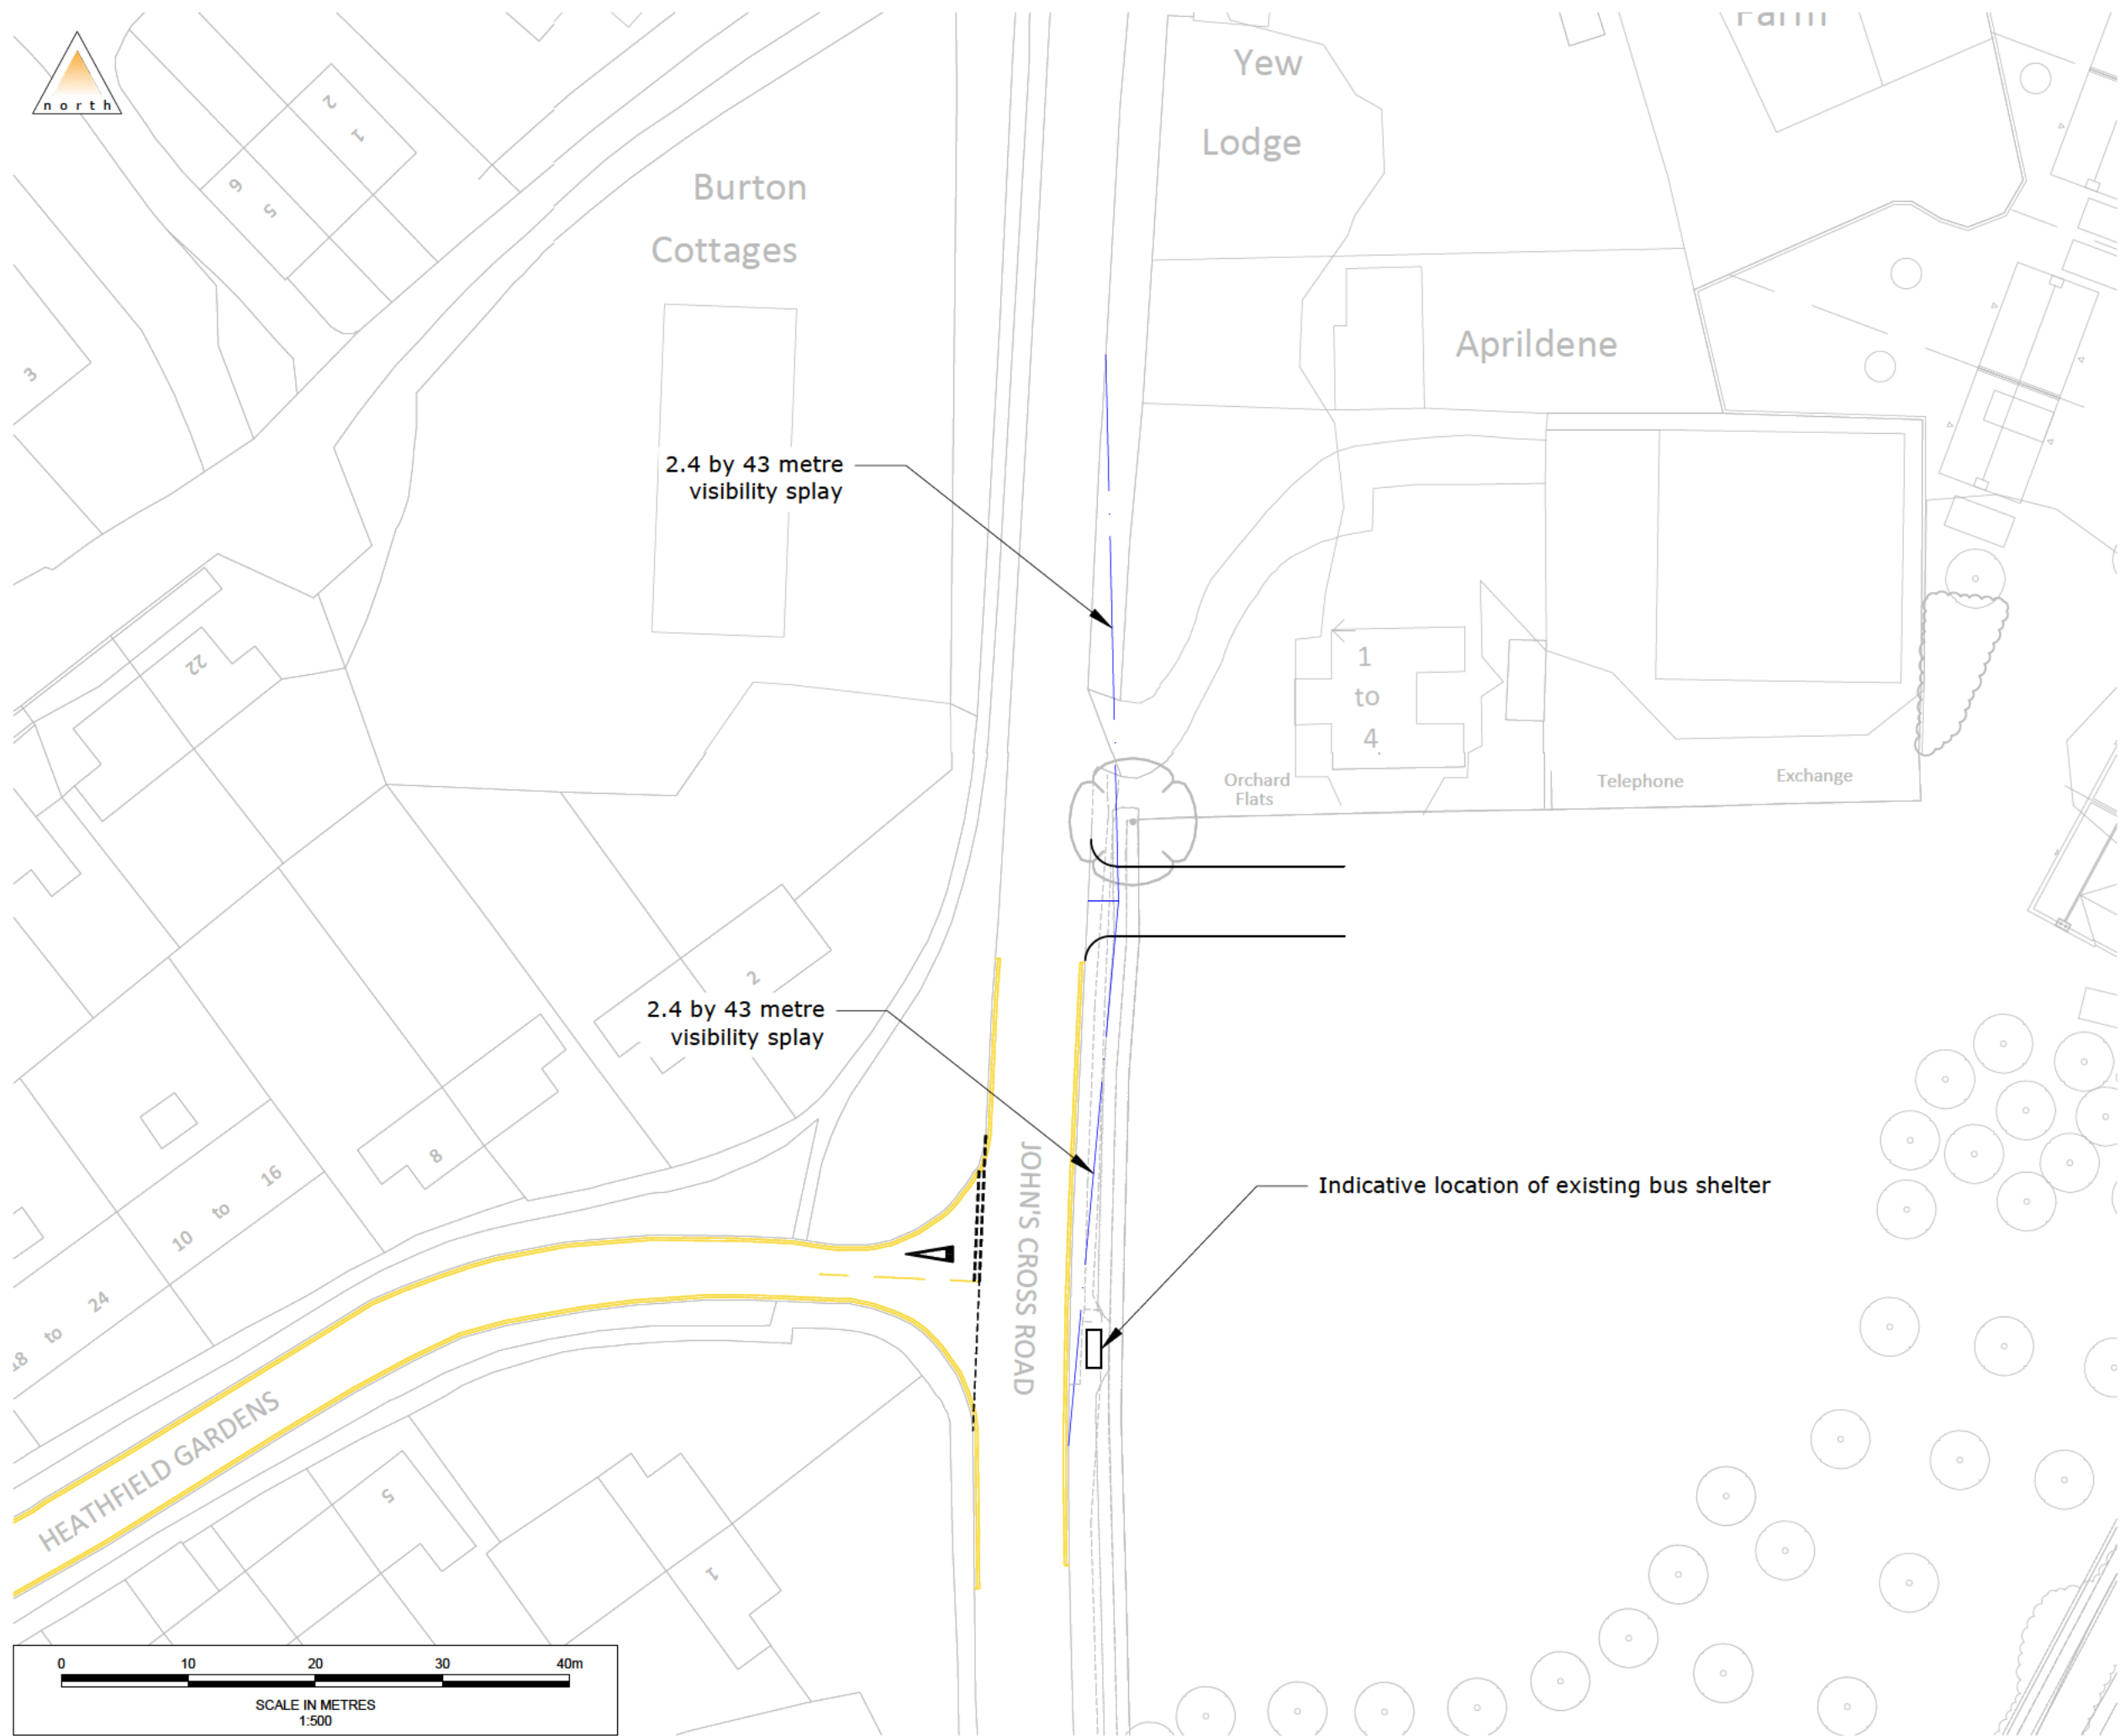 Farm
north
Yew
Lodge
2
1
6
5
Burton
Cottages
Aprildene
3
2.4 by 43 metre
visibility splay
22
1
to
4
Orchard
Flats
Telephone
Exchange
2
2.4 by 43 metre
visibility splay
8
10 to 16
18 to 24
JOHN'S CROSS ROAD
Indicative location of existing bus shelter
HEATHFIELD GARDENS
5
1
0 10 20 30 40m
SCALE IN METRES
1:500